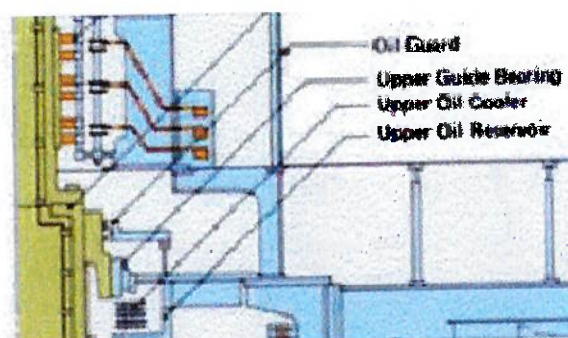 Oil Guard
Upper Guide Bearing
Upper Oil Cooler
Upper Oil Reservoir